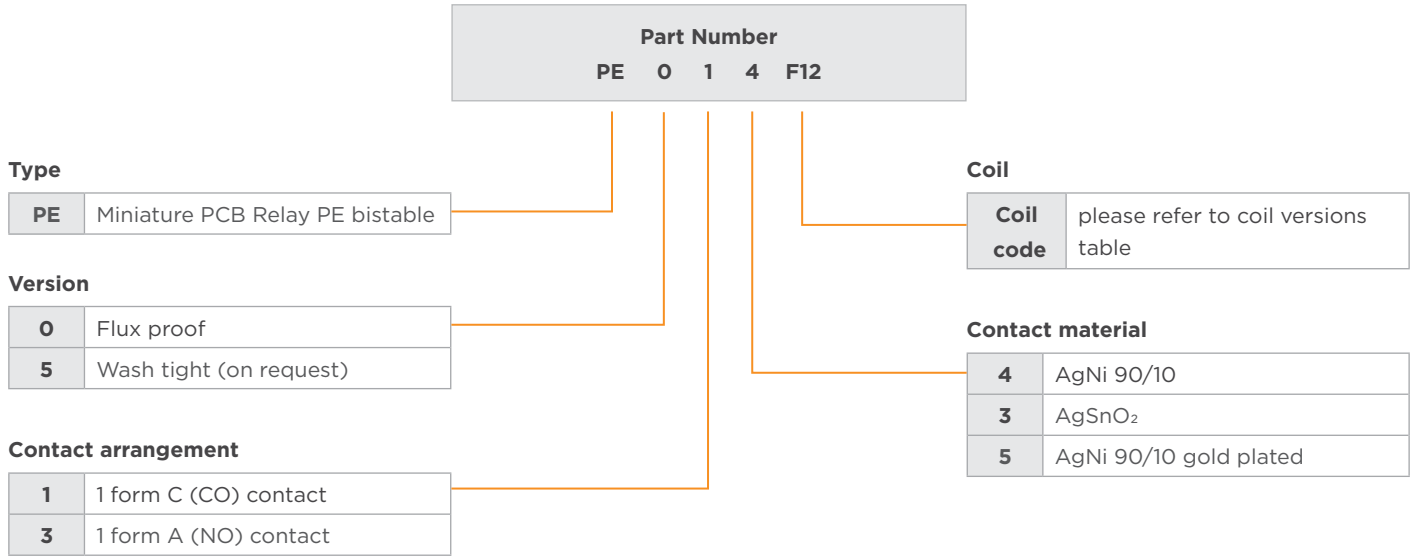 Part Number
PE 0 1 4 F12
Type
PE Miniature PCB Relay PE bistable
Version
0 Flux proof
5 Wash tight (on request)
Contact arrangement
1 1 form C (CO) contact
3 1 form A (NO) contact
Coil
Coil code please refer to coil versions
table
Contact material
4 AgNi 90/10
3 AgSnO₂
5 AgNi 90/10 gold plated